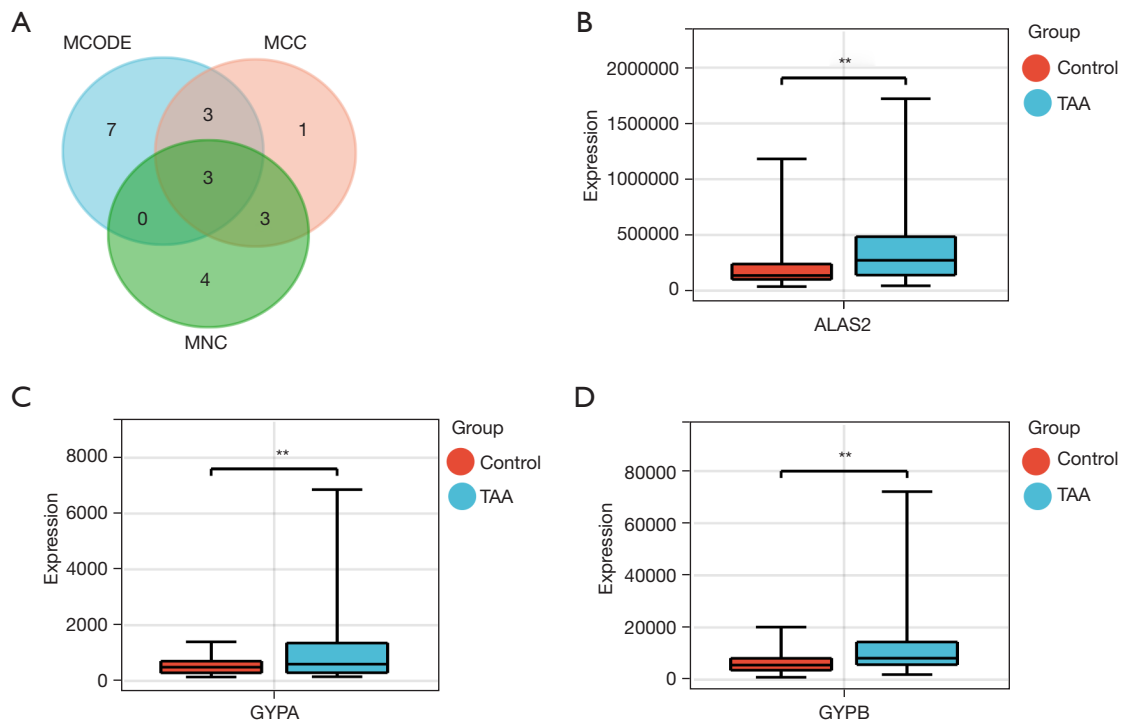 A
MCODE
MCC
7
3
1
3
0
3
4
MNC
B
Group
Control
TAA
**
Expression
2000000
1500000
1000000
500000
0
ALAS2
C
Group
Control
TAA
**
Expression
8000
6000
4000
2000
0
GYPA
D
Group
Control
TAA
**
Expression
80000
60000
40000
20000
0
GYPB